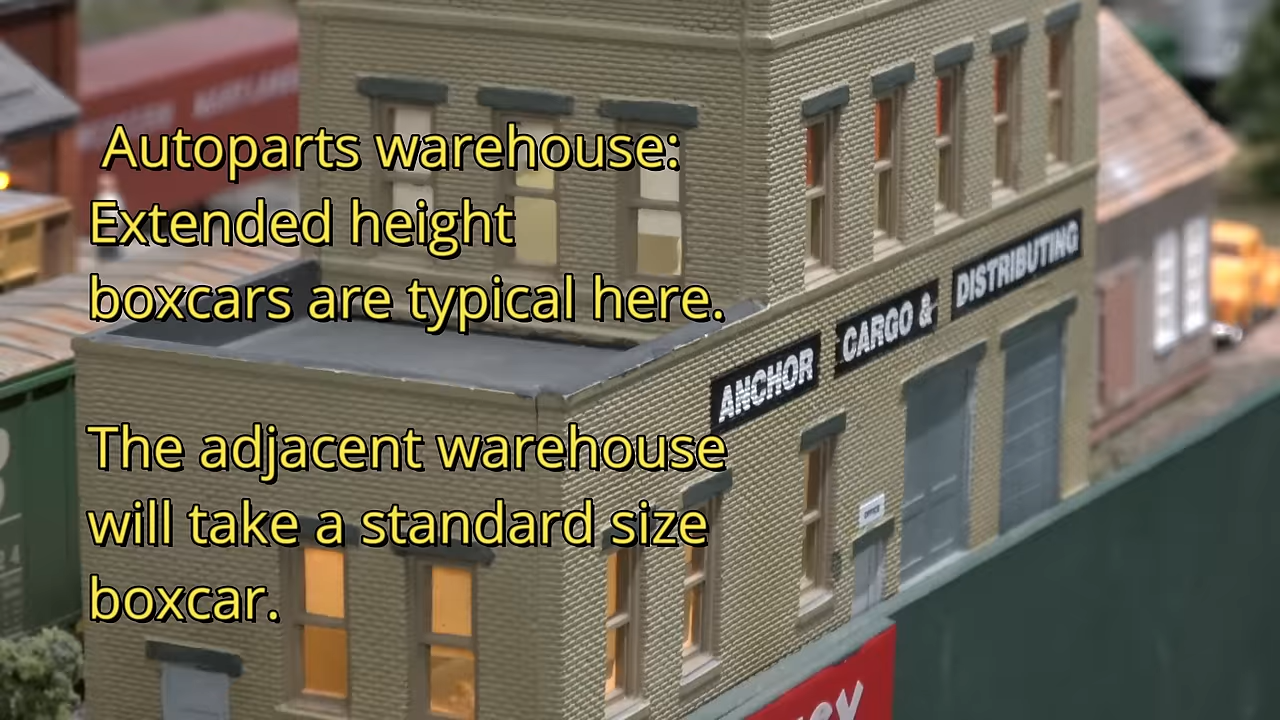 Autoparts warehouse:
Extended height
boxcars are typical here.
The adjacent warehouse
will take a standard size
boxcar.
ANCHOR CARGO & DISTRIBUTING
OFFICE